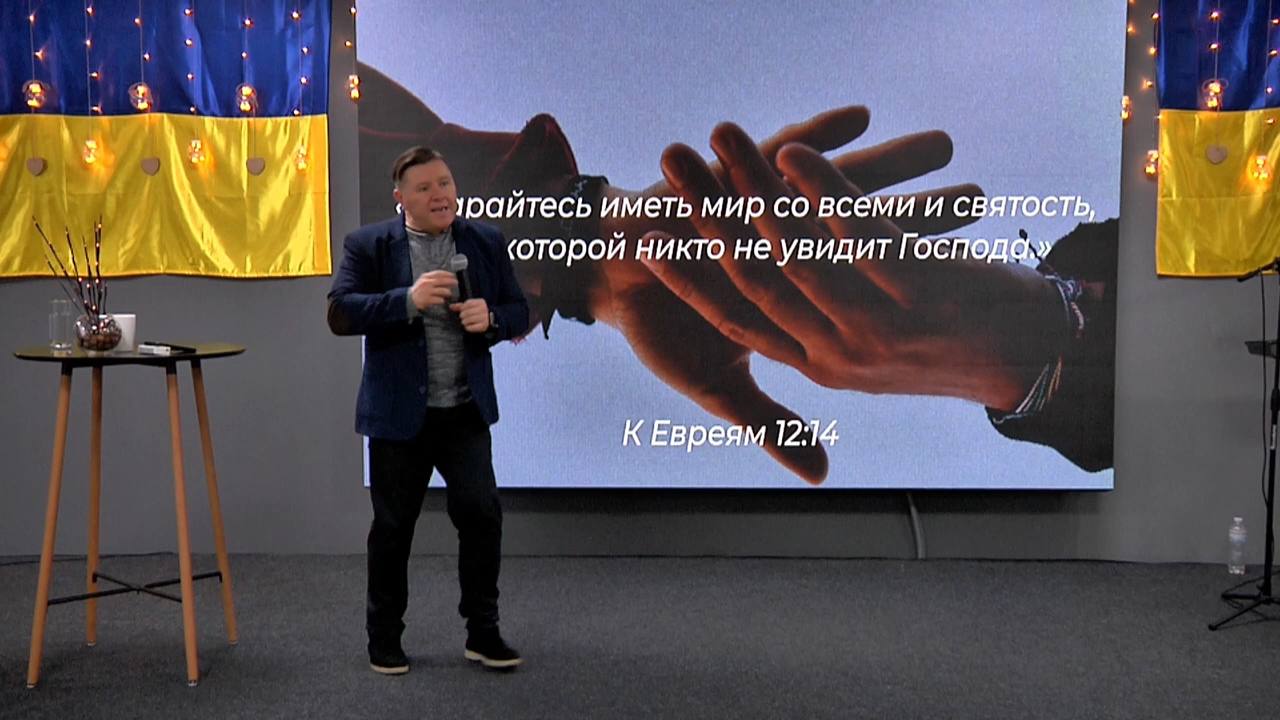 иметь мир со всеми и святость,
которой никто не увидит Господа.»
К Евреям 12:14